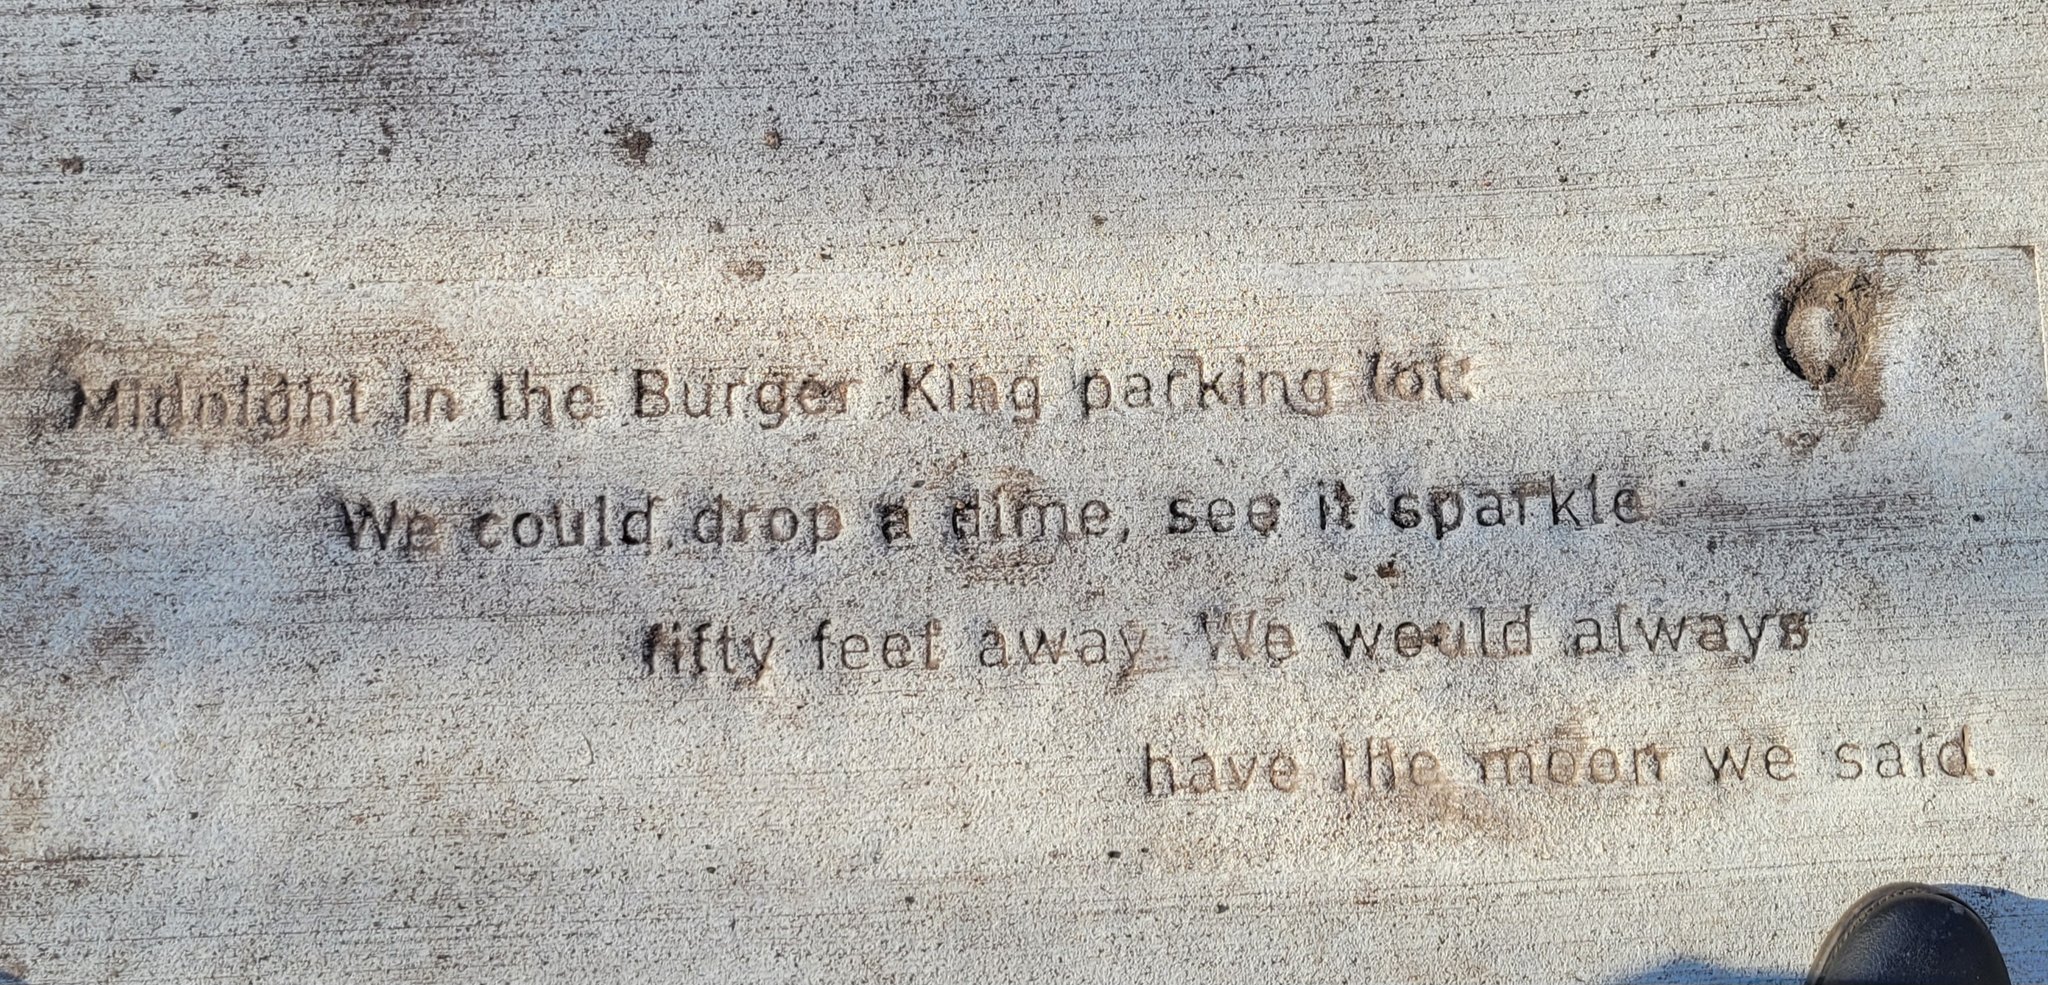 Midnight in the Burger King parking lot:
We could drop a dime, see it sparkle
fifty feet away. We would always
have the moon we said.